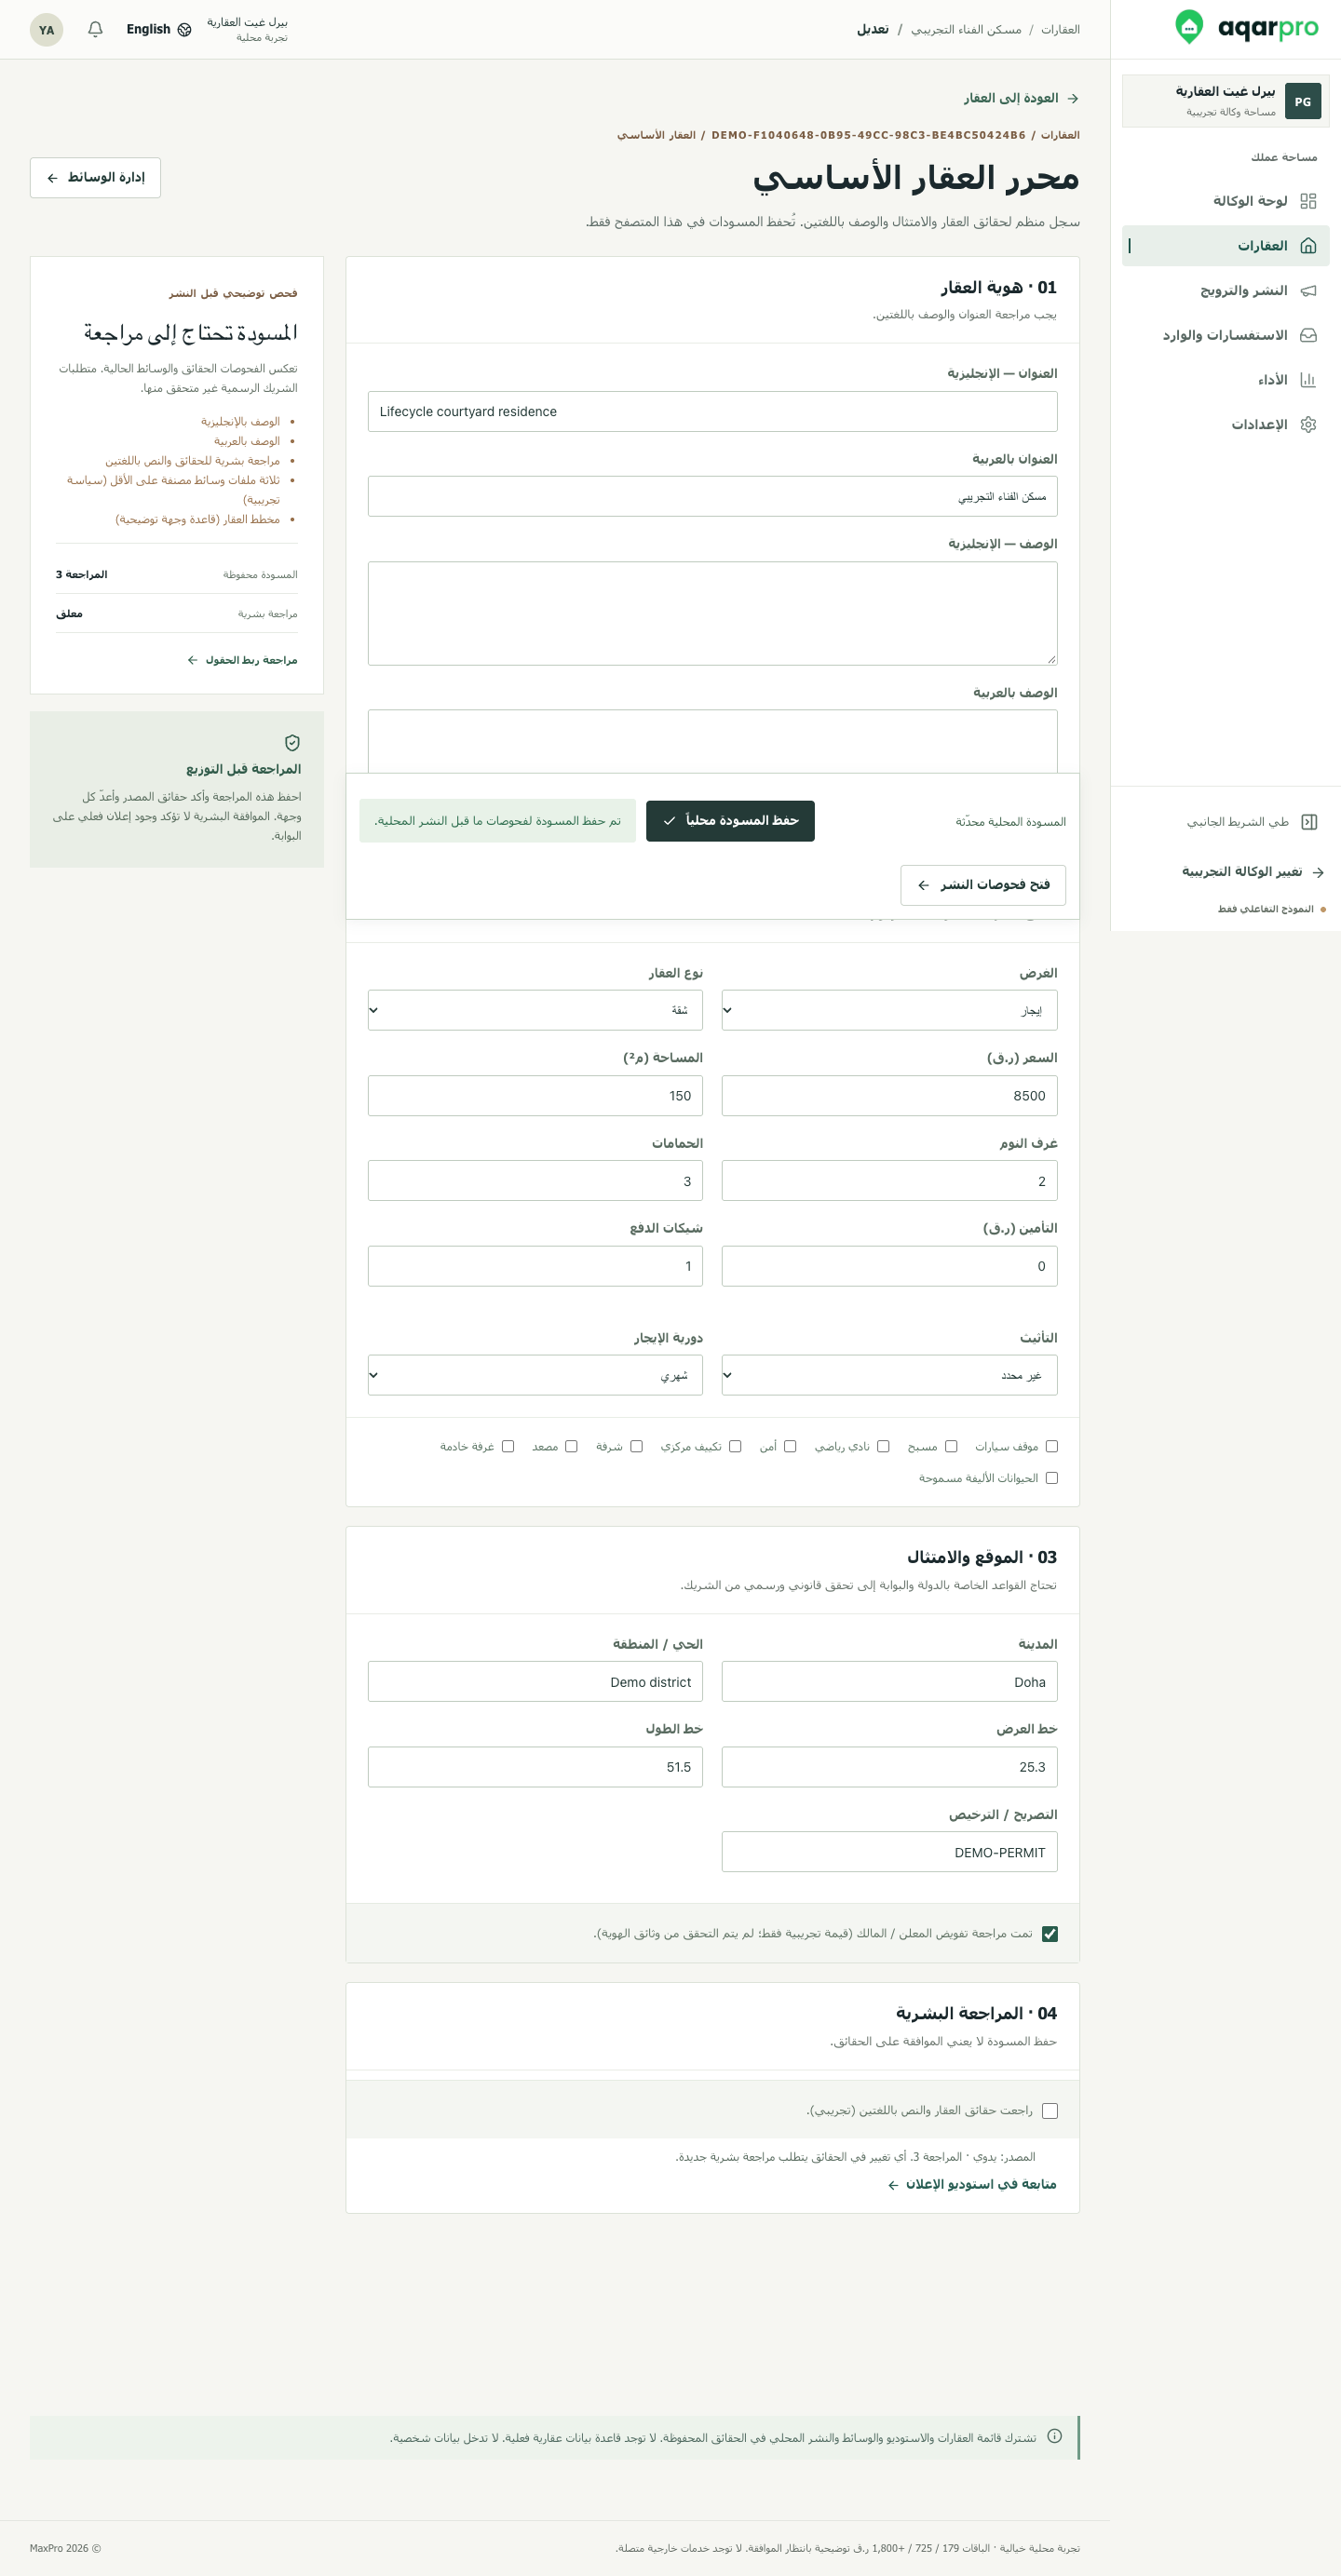 aqarpro
العقارات / مسكن الفناء التجريبي / تعديل
بيرل غيت العقارية
تجربة محلية
English
YA
PG
بيرل غيت العقارية
مساحة وكالة تجريبية
مساحة عملك
لوحة الوكالة
العقارات
النشر والترويج
الاستفسارات والوارد
الأداء
الإعدادات
طي الشريط الجانبي
تغيير الوكالة التجريبية
النموذج التفاعلي فقط
العودة إلى العقار
العقارات / DEMO-F1040648-0B95-49CC-98C3-BE4BC50424B6 / العقار الأساسي
محرر العقار الأساسي
سجل منظم لحقائق العقار والامتثال والوصف باللغتين. تُحفظ المسودات في هذا المتصفح فقط.
إدارة الوسائط
01 · هوية العقار
يجب مراجعة العنوان والوصف باللغتين.
العنوان — الإنجليزية
Lifecycle courtyard residence
العنوان بالعربية
مسكن الفناء التجريبي
الوصف — الإنجليزية
الوصف بالعربية
المسودة المحلية محدّثة
حفظ المسودة محلياً
تم حفظ المسودة لفحوصات ما قبل النشر المحلية.
فتح فحوصات النشر
الغرض
نوع العقار
إيجار
شقة
السعر (ر.ق)
المساحة (م²)
8500
150
غرف النوم
الحمامات
2
3
التأمين (ر.ق)
شيكات الدفع
0
1
التأثيث
دورية الإيجار
غير محدد
شهري
موقف سيارات
مسبح
نادي رياضي
أمن
تكييف مركزي
شرفة
مصعد
غرفة خادمة
الحيوانات الأليفة مسموحة
03 · الموقع والامتثال
تحتاج القواعد الخاصة بالدولة والبوابة إلى تحقق قانوني ورسمي من الشريك.
المدينة
الحي / المنطقة
Doha
Demo district
خط العرض
خط الطول
25.3
51.5
التصريح / الترخيص
DEMO-PERMIT
تمت مراجعة تفويض المعلن / المالك (قيمة تجريبية فقط؛ لم يتم التحقق من وثائق الهوية).
04 · المراجعة البشرية
حفظ المسودة لا يعني الموافقة على الحقائق.
راجعت حقائق العقار والنص باللغتين (تجريبي).
المصدر: يدوي · المراجعة 3. أي تغيير في الحقائق يتطلب مراجعة بشرية جديدة.
متابعة في استوديو الإعلان
فحص توضيحي قبل النشر
المسودة تحتاج إلى مراجعة
تعكس الفحوصات الحقائق والوسائط الحالية. متطلبات
الشريك الرسمية غير متحقق منها.
• الوصف بالإنجليزية
• الوصف بالعربية
• مراجعة بشرية للحقائق والنص باللغتين
• ثلاثة ملفات وسائط مصنفة على الأقل (سياسة
تجريبية)
• مخطط العقار (قاعدة وجهة توضيحية)
المسودة محفوظة
المراجعة 3
مراجعة بشرية
معلق
مراجعة ربط الحقول
المراجعة قبل التوزيع
احفظ هذه المراجعة وأكد حقائق المصدر وأعدّ كل
وجهة. الموافقة البشرية لا تؤكد وجود إعلان فعلي على
البوابة.
تشترك قائمة العقارات والاستوديو والوسائط والنشر المحلي في الحقائق المحفوظة. لا توجد قاعدة بيانات عقارية فعلية. لا تدخل بيانات شخصية.
تجربة محلية خيالية · الباقات 179 / 725 / +1,800 ر.ق توضيحية بانتظار الموافقة. لا توجد خدمات خارجية متصلة.
© 2026 MaxPro